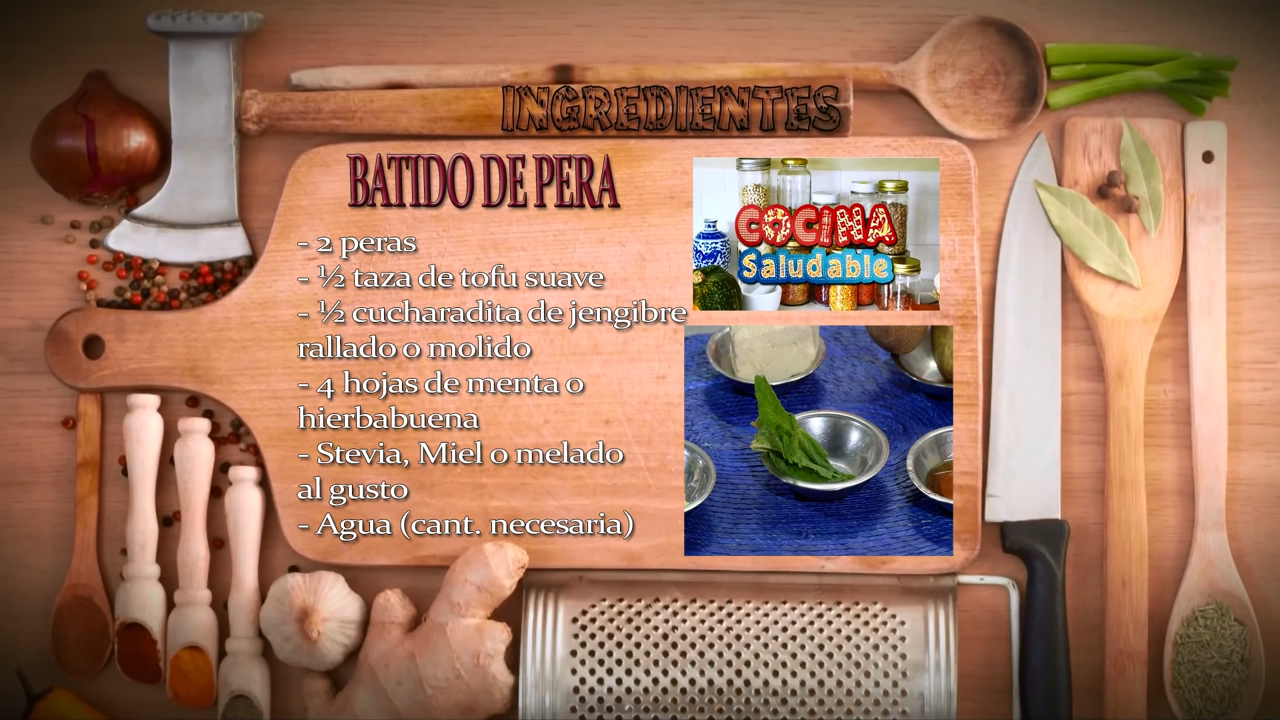 INGREDIENTES
BATIDO DE PERA
- 2 peras
- ½ taza de tofu suave
- ½ cucharadita de jengibre
rallado o molido
- 4 hojas de menta o
hierbabuena
- Stevia, Miel o melado
al gusto
- Agua (cant. necesaria)
COCINA
Saludable